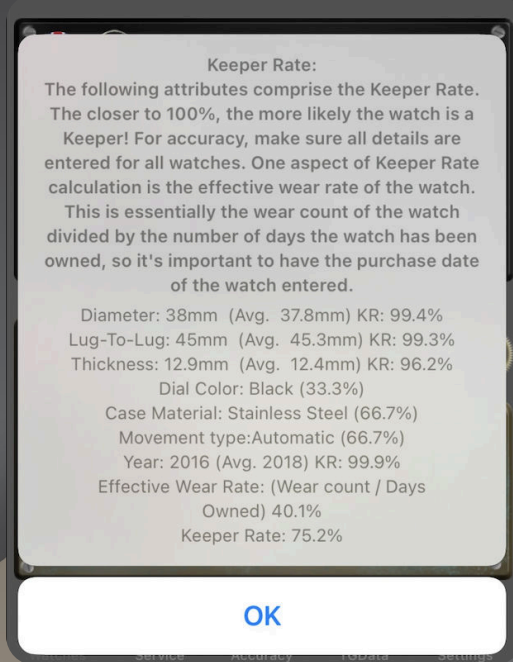 Keeper Rate:
The following attributes comprise the Keeper Rate.
The closer to 100%, the more likely the watch is a
Keeper! For accuracy, make sure all details are
entered for all watches. One aspect of Keeper Rate
calculation is the effective wear rate of the watch.
This is essentially the wear count of the watch
divided by the number of days the watch has been
owned, so it's important to have the purchase date
of the watch entered.
Diameter: 38mm  (Avg.  37.8mm) KR: 99.4%
Lug-To-Lug: 45mm  (Avg.  45.3mm) KR: 99.3%
Thickness: 12.9mm  (Avg.  12.4mm) KR: 96.2%
Dial Color: Black (33.3%)
Case Material: Stainless Steel (66.7%)
Movement type:Automatic (66.7%)
Year: 2016 (Avg. 2018) KR: 99.9%
Effective Wear Rate: (Wear count / Days
Owned) 40.1%
Keeper Rate: 75.2%
OK
Watches Service Accuracy TGData Settings